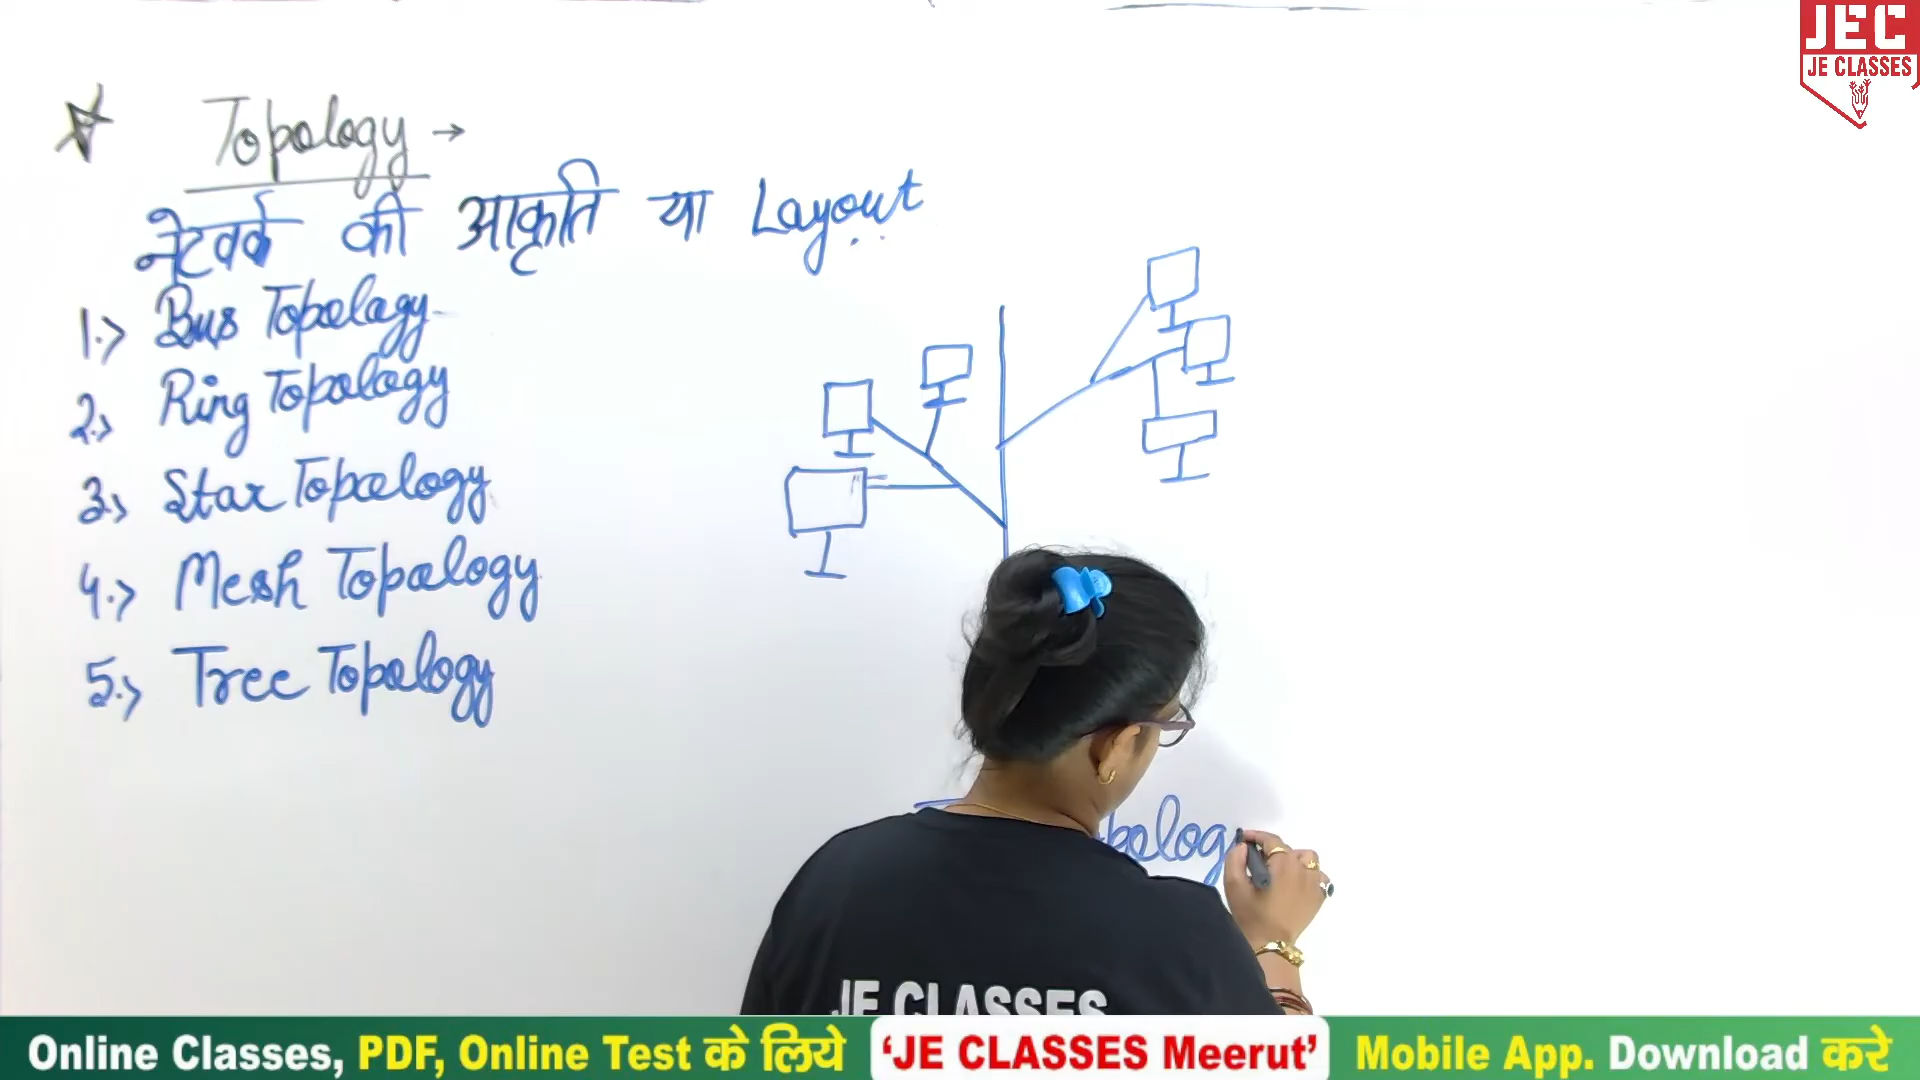 JEC
JE CLASSES
Topology →
नेटवर्क की आकृति या Layout
1.> Bus Topology
2.> Ring Topology
3.> Star Topology
4.> Mesh Topology
5.> Tree Topology
JE CLASSES
Online Classes, PDF, Online Test के लिये 'JE CLASSES Meerut' Mobile App. Download करे